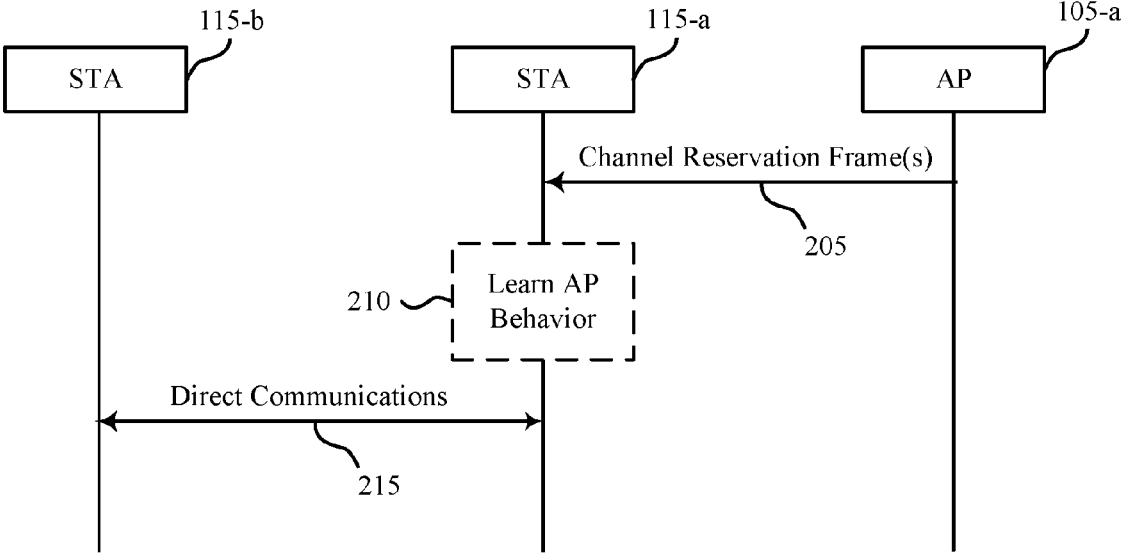 115-b
115-a
105-a
STA
STA
AP
Channel Reservation Frame(s)
205
210
Learn AP
Behavior
Direct Communications
215